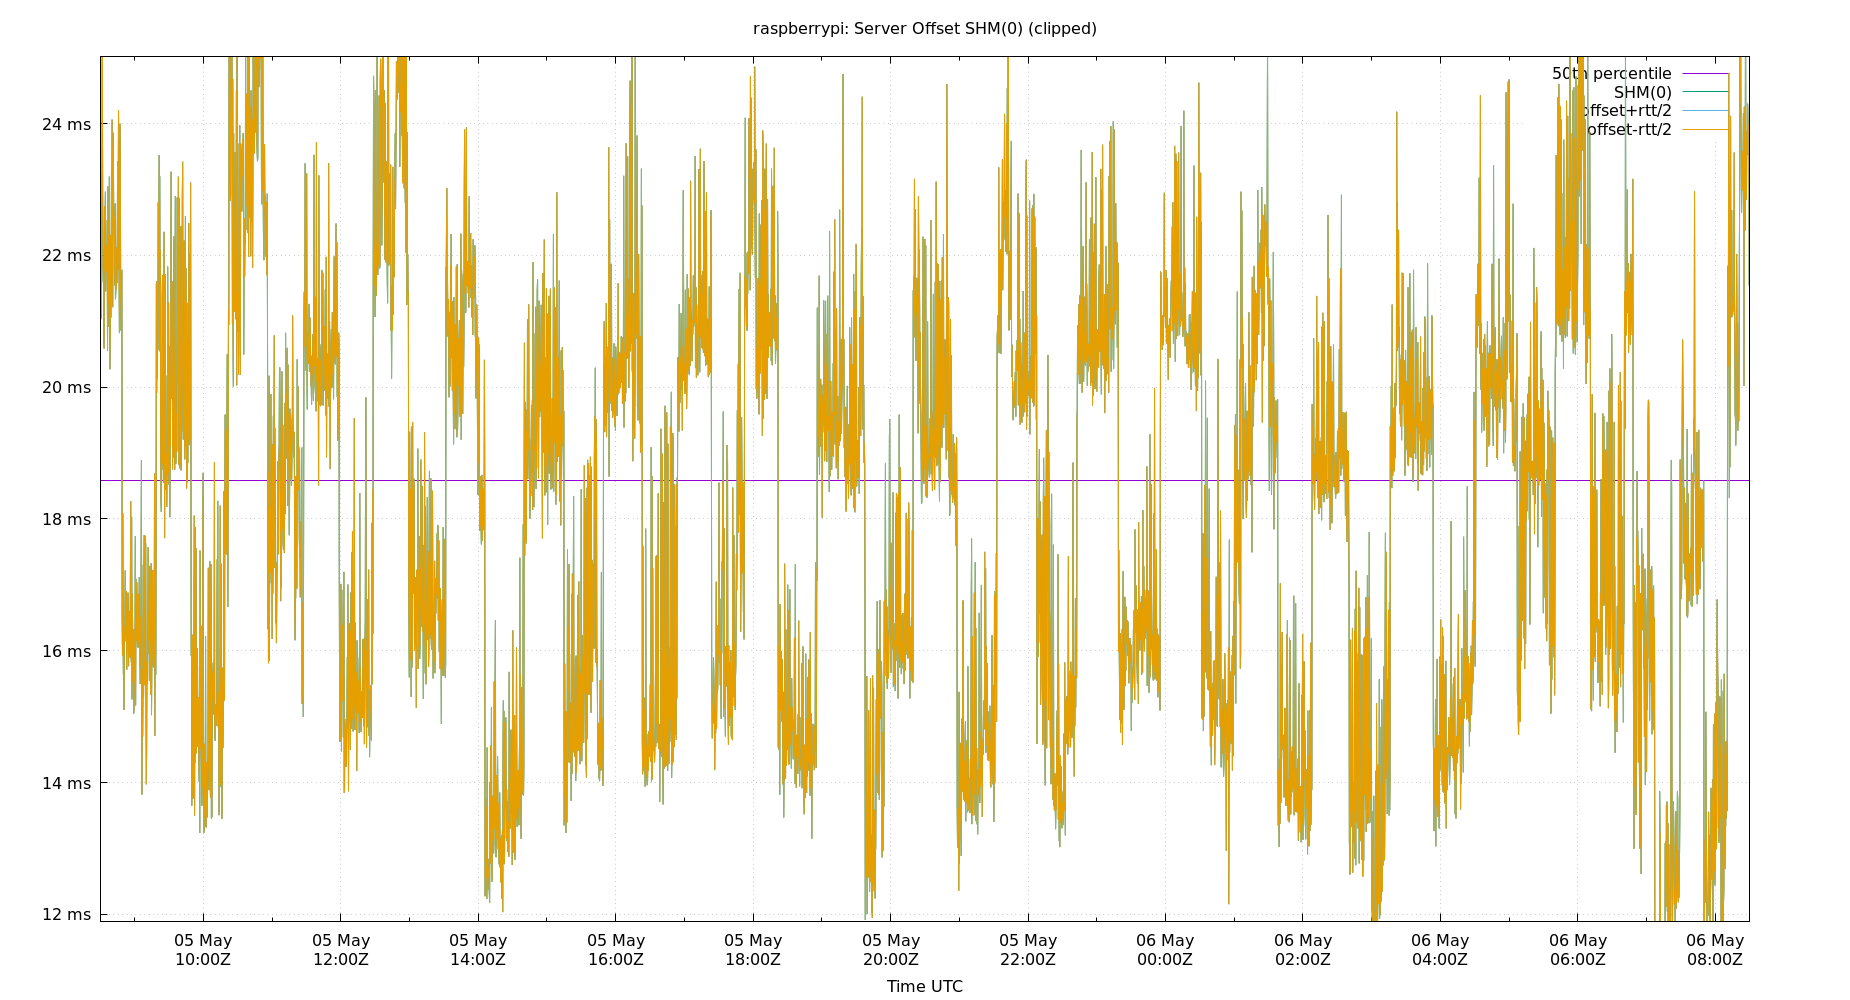 raspberrypi: Server Offset SHM(0) (clipped)
50th percentile
SHM(0)
offset+rtt/2
offset-rtt/2
24 ms
22 ms
20 ms
18 ms
16 ms
14 ms
12 ms
05 May 05 May 05 May 05 May 05 May 05 May 05 May 06 May 06 May 06 May 06 May 06 May
10:00Z 12:00Z 14:00Z 16:00Z 18:00Z 20:00Z 22:00Z 00:00Z 02:00Z 04:00Z 06:00Z 08:00Z
Time UTC